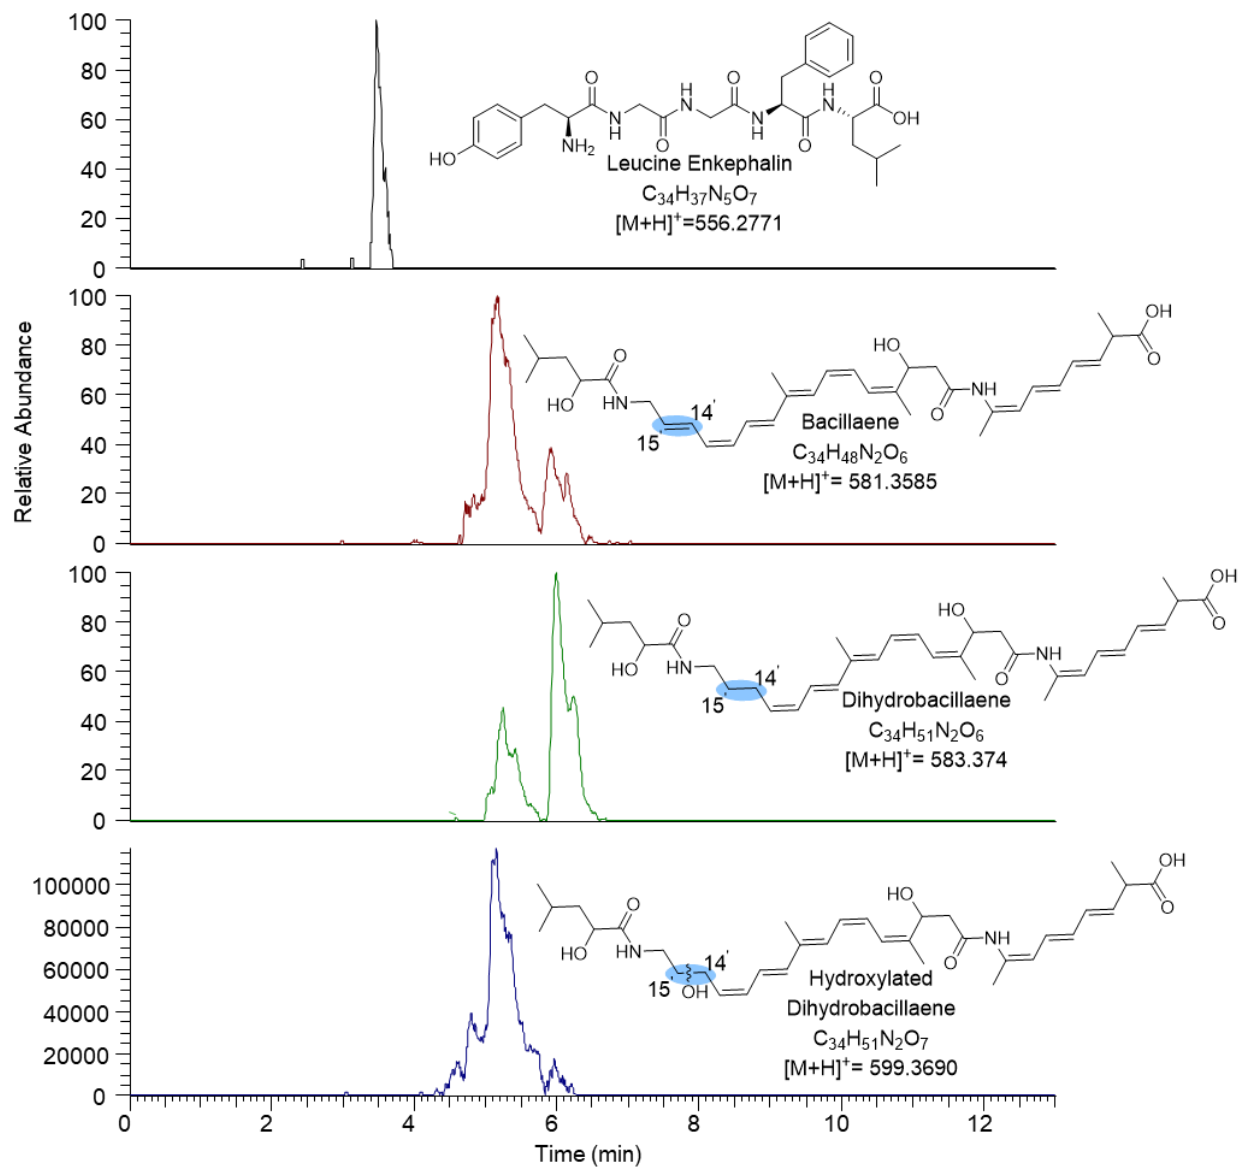 Relative Abundance
100
80
60
40
20
0
O
H
N
O
H
N
O
OH
HO
NH₂
N
H
O
N
H
O
Leucine Enkephalin
C₃₄H₃₇N₅O₇
[M+H]⁺=556.2771
100
80
60
40
20
0
OH
O
HO
O
NH
O
HO
HN
14'
15'
Bacillaene
C₃₄H₄₈N₂O₆
[M+H]⁺= 581.3585
100
80
60
40
20
0
OH
O
HO
O
NH
O
HO
HN
14'
15'
Dihydrobacillaene
C₃₄H₅₁N₂O₆
[M+H]⁺= 583.374
100000
80000
60000
40000
20000
0
OH
O
HO
O
NH
O
HO
HN
14'
15'
OH
Hydroxylated
Dihydrobacillaene
C₃₄H₅₁N₂O₇
[M+H]⁺= 599.3690
0 2 4 6 8 10 12
Time (min)